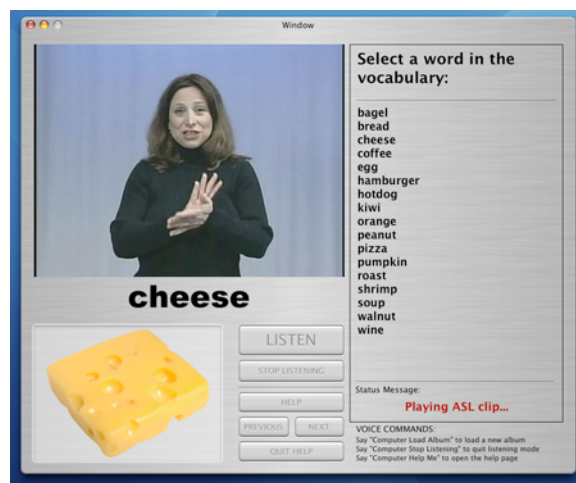 Window
Select a word in the
vocabulary:
bagel
bread
cheese
coffee
egg
hamburger
hotdog
kiwi
orange
peanut
pizza
pumpkin
roast
shrimp
soup
walnut
wine
cheese
LISTEN
STOP LISTENING
HELP
PREVIOUS
NEXT
QUIT HELP
Status Message:
Playing ASL clip...
VOICE COMMANDS:
Say "Computer Load Album" to load a new album
Say "Computer Stop Listening" to quit listening mode
Say "Computer Help Me" to open the help page